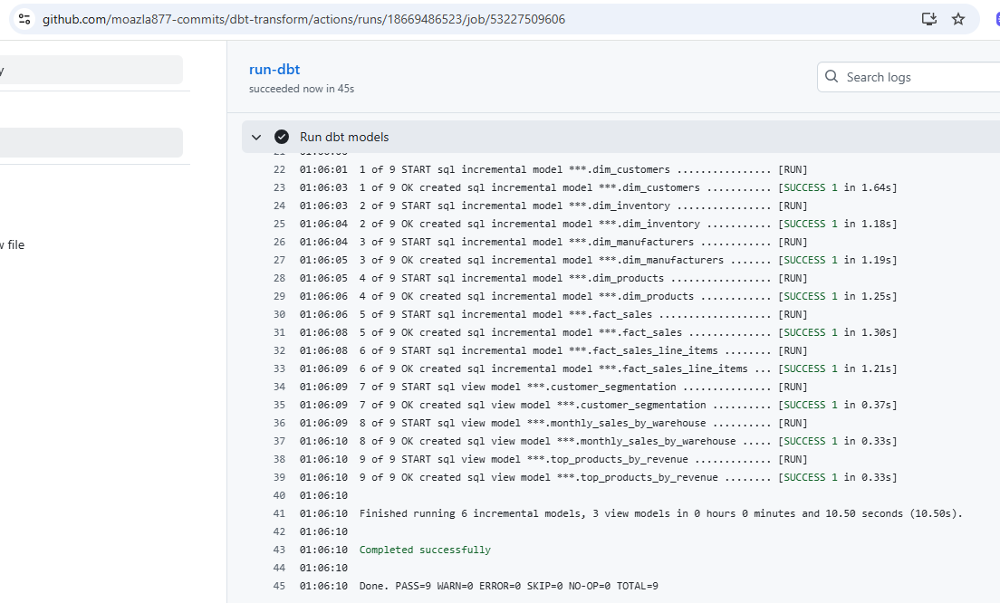 github.com/moazla877-commits/dbt-transform/actions/runs/18669486523/job/53227509606
y
run-dbt
succeeded now in 45s
Search logs
Run dbt models
21 01:06:00
22 01:06:01 1 of 9 START sql incremental model ***.dim_customers ................ [RUN]
23 01:06:03 1 of 9 OK created sql incremental model ***.dim_customers ........... [SUCCESS 1 in 1.64s]
24 01:06:03 2 of 9 START sql incremental model ***.dim_inventory ................ [RUN]
25 01:06:04 2 of 9 OK created sql incremental model ***.dim_inventory ........... [SUCCESS 1 in 1.18s]
26 01:06:04 3 of 9 START sql incremental model ***.dim_manufacturers ............ [RUN]
27 01:06:05 3 of 9 OK created sql incremental model ***.dim_manufacturers ....... [SUCCESS 1 in 1.19s]
28 01:06:05 4 of 9 START sql incremental model ***.dim_products ................. [RUN]
29 01:06:06 4 of 9 OK created sql incremental model ***.dim_products ............ [SUCCESS 1 in 1.25s]
30 01:06:06 5 of 9 START sql incremental model ***.fact_sales ................... [RUN]
31 01:06:08 5 of 9 OK created sql incremental model ***.fact_sales .............. [SUCCESS 1 in 1.30s]
32 01:06:08 6 of 9 START sql incremental model ***.fact_sales_line_items ........ [RUN]
33 01:06:09 6 of 9 OK created sql incremental model ***.fact_sales_line_items ... [SUCCESS 1 in 1.21s]
34 01:06:09 7 of 9 START sql view model ***.customer_segmentation ............... [RUN]
35 01:06:09 7 of 9 OK created sql view model ***.customer_segmentation .......... [SUCCESS 1 in 0.37s]
36 01:06:09 8 of 9 START sql view model ***.monthly_sales_by_warehouse .......... [RUN]
37 01:06:10 8 of 9 OK created sql view model ***.monthly_sales_by_warehouse ..... [SUCCESS 1 in 0.33s]
38 01:06:10 9 of 9 START sql view model ***.top_products_by_revenue ............. [RUN]
39 01:06:10 9 of 9 OK created sql view model ***.top_products_by_revenue ........ [SUCCESS 1 in 0.33s]
40 01:06:10
41 01:06:10 Finished running 6 incremental models, 3 view models in 0 hours 0 minutes and 10.50 seconds (10.50s).
42 01:06:10
43 01:06:10 Completed successfully
44 01:06:10
45 01:06:10 Done. PASS=9 WARN=0 ERROR=0 SKIP=0 NO-OP=0 TOTAL=9
w file